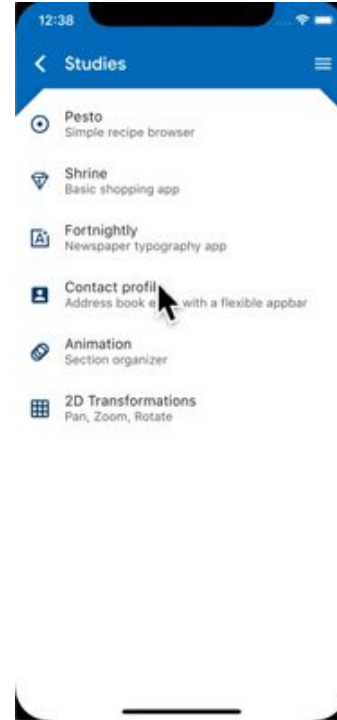 12:38
Studies
Pesto
Simple recipe browser
Shrine
Basic shopping app
Fortnightly
Newspaper typography app
Contact
Address book with a flexible appbar
Animation
Section organizer
2D Transformations
Pan, Zoom, Rotate